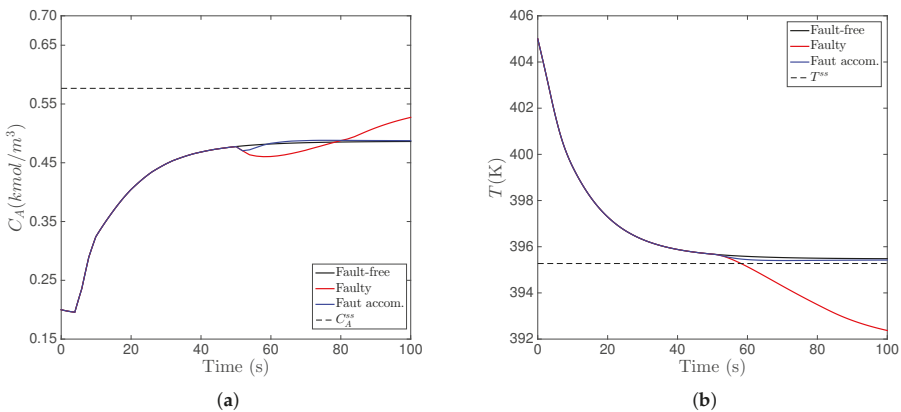 0.70
0.65
0.55
0.45
0.35
0.25
0.15
C_A(kmol/m^3)
Fault-free
Faulty
Faut accom.
C_A^{ss}
0 20 40 60 80 100
Time (s)
(a)
406
404
402
400
398
396
394
392
T(K)
Fault-free
Faulty
Faut accom.
T^{ss}
0 20 40 60 80 100
Time (s)
(b)